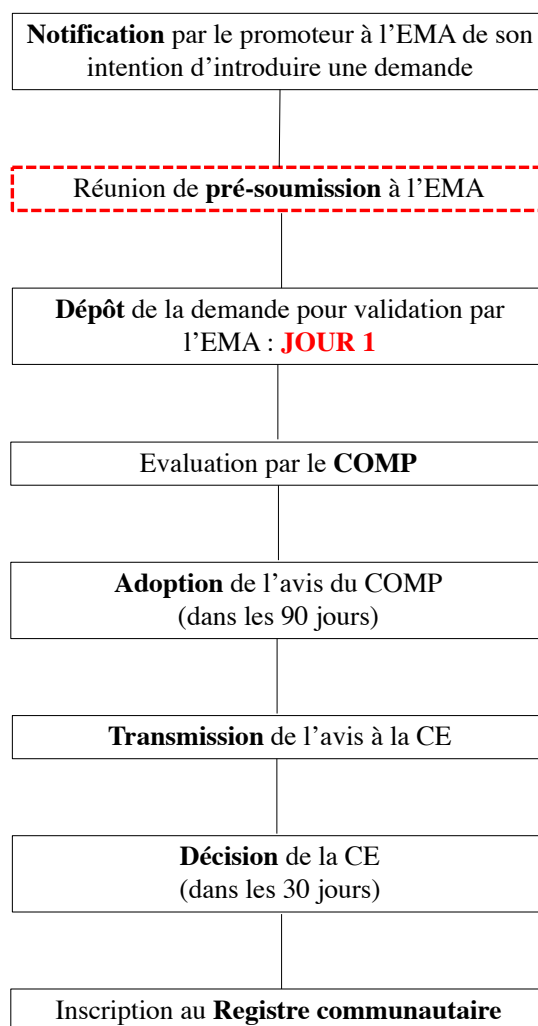 Notification par le promoteur à l’EMA de son
intention d’introduire une demande
Réunion de pré-soumission à l’EMA
Dépôt de la demande pour validation par
l’EMA : JOUR 1
Evaluation par le COMP
Adoption de l’avis du COMP
(dans les 90 jours)
Transmission de l’avis à la CE
Décision de la CE
(dans les 30 jours)
Inscription au Registre communautaire